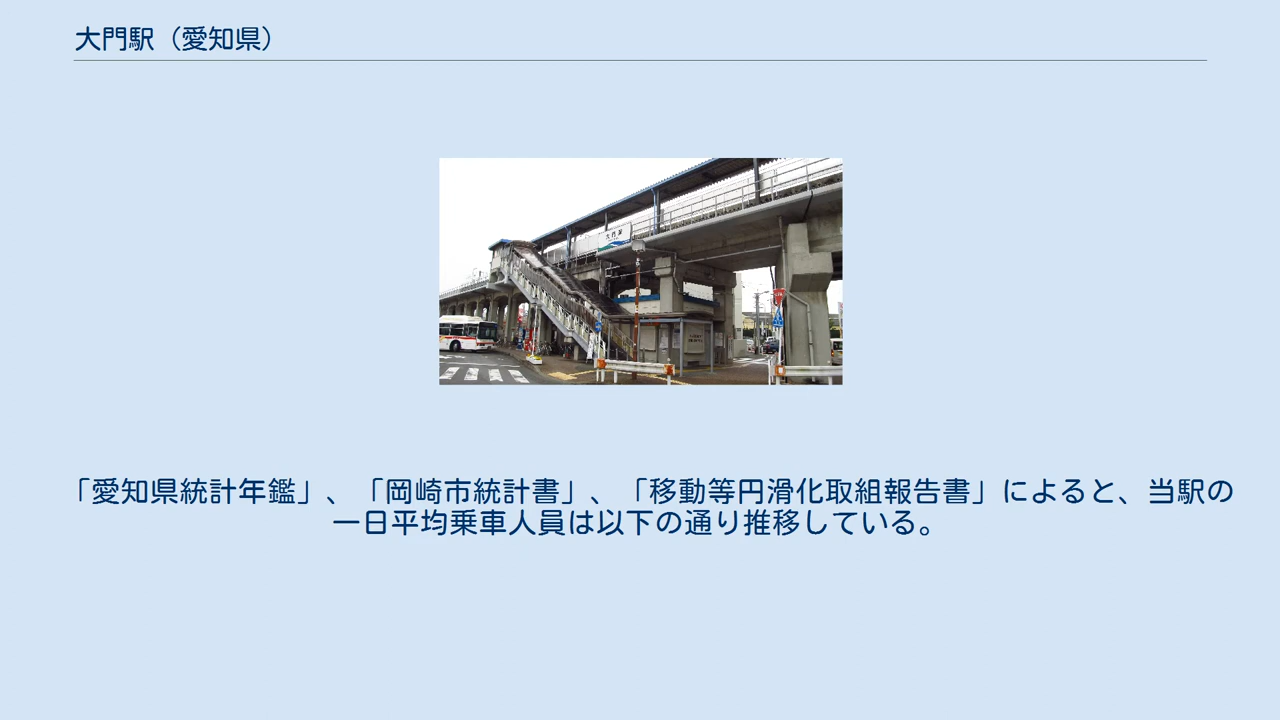 大門駅（愛知県）
大門駅
「愛知県統計年鑑」、「岡崎市統計書」、「移動等円滑化取組報告書」によると、当駅の
一日平均乗車人員は以下の通り推移している。